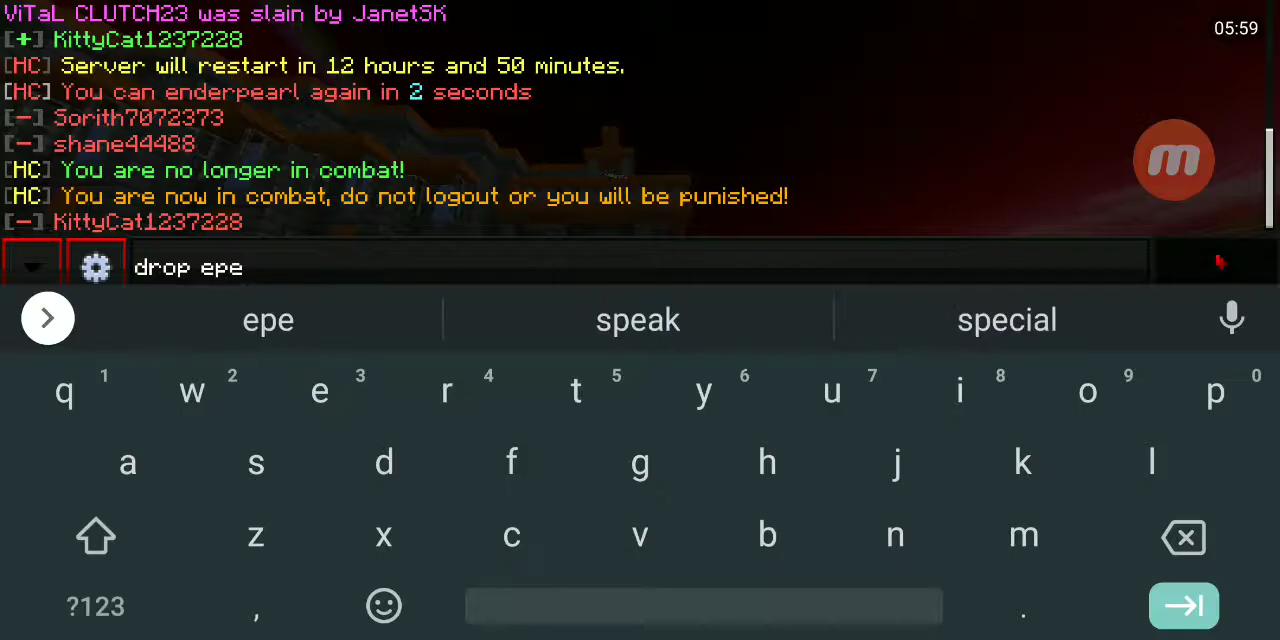 ViTaL CLUTCH23 was slain by JanetSK
[+] KittyCat1237228
[HC] Server will restart in 12 hours and 50 minutes.
[HC] You can enderpearl again in 2 seconds
[-] Sorith7072373
[-] shane44488
[HC] You are no longer in combat!
[HC] You are now in combat, do not logout or you will be punished!
[-] KittyCat1237228
05:59
m
drop epe
epe speak special
q 1 w 2 e 3 r 4 t 5 y 6 u 7 i 8 o 9 p 0
a s d f g h j k l
z x c v b n m
?123 , .